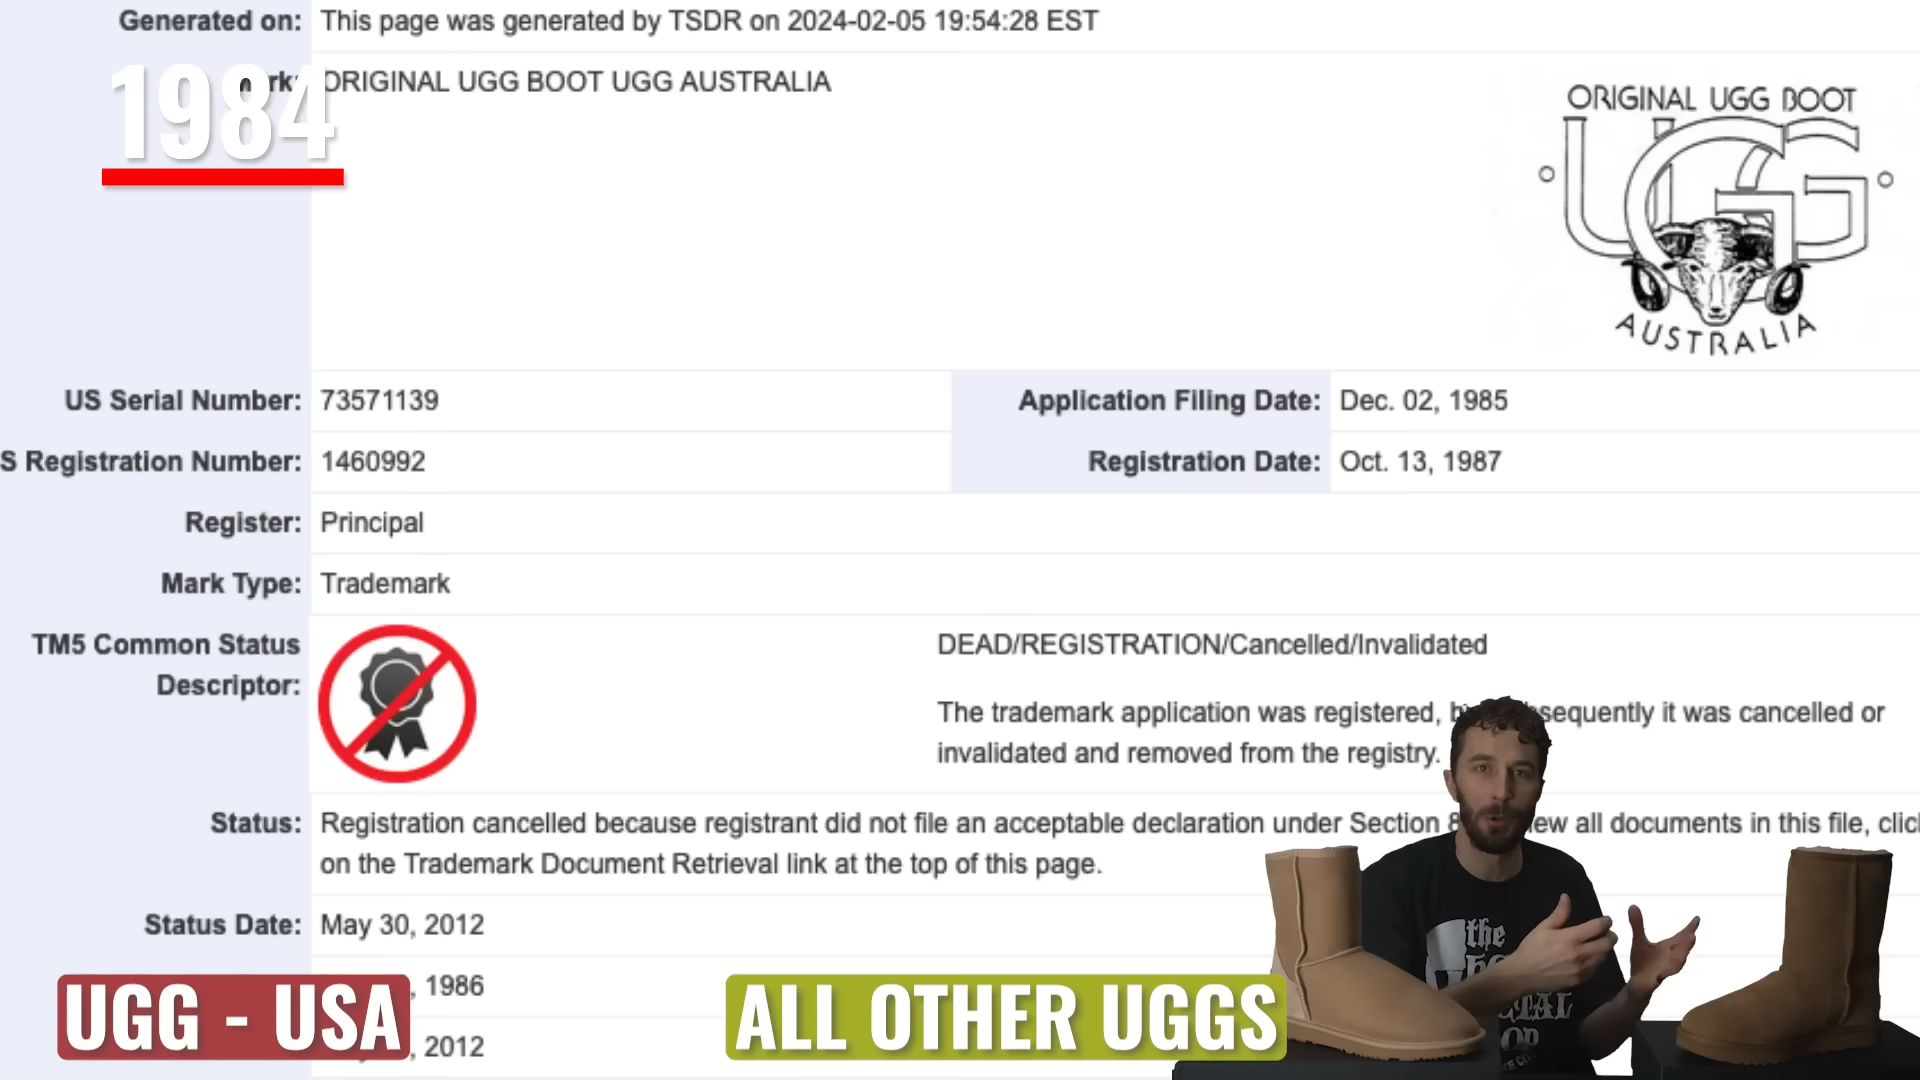 Generated on: This page was generated by TSDR on 2024-02-05 19:54:28 EST
ORIGINAL UGG BOOT UGG AUSTRALIA
1984
ORIGINAL UGG BOOT
UGG
AUSTRALIA
US Serial Number: 73571139 Application Filing Date: Dec. 02, 1985
S Registration Number: 1460992 Registration Date: Oct. 13, 1987
Register: Principal
Mark Type: Trademark
TM5 Common Status Descriptor:
DEAD/REGISTRATION/Cancelled/Invalidated
The trademark application was registered, sequently it was cancelled or
invalidated and removed from the registry.
Status: Registration cancelled because registrant did not file an acceptable declaration under Section 8 all documents in this file,
on the Trademark Document Retrieval link at the top of this page.
Status Date: May 30, 2012
, 1986
, 2012
UGG - USA
ALL OTHER UGGS
the